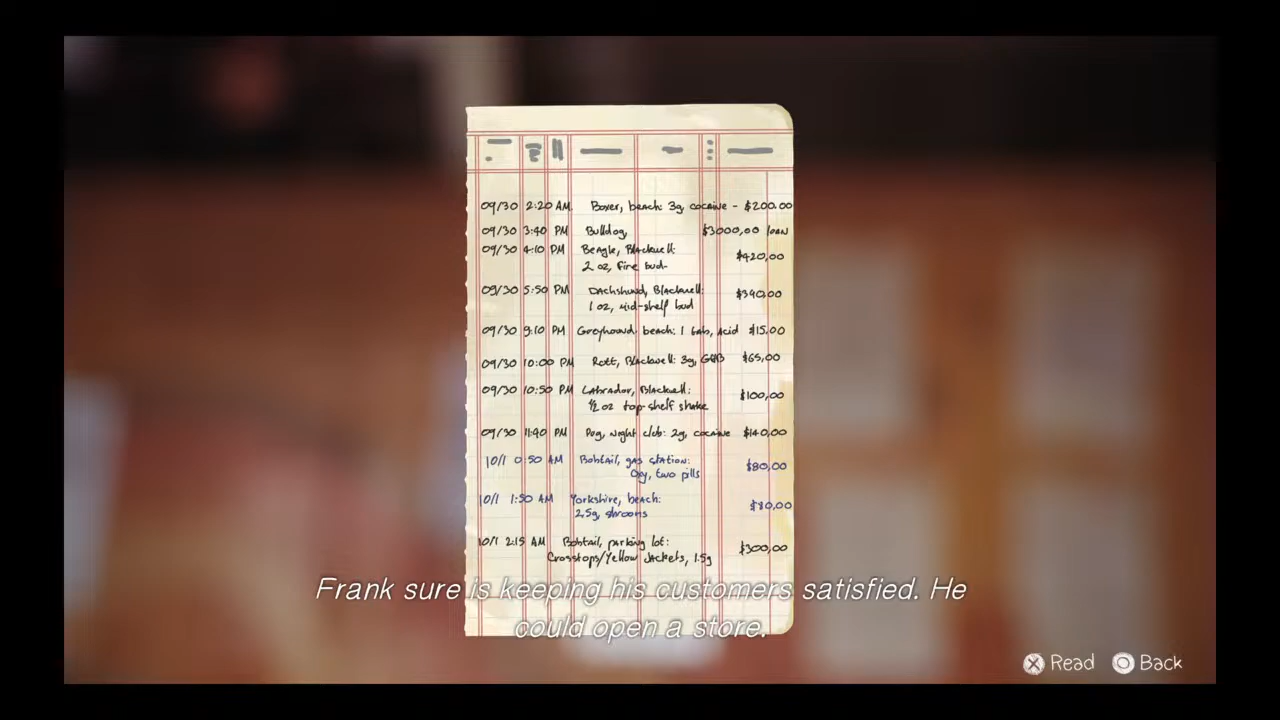 09/30 2:20 AM Boxer, beach: 3g, cocaine - $200.00
09/30 3:40 PM Bulldog, $3000,00 loan
09/30 4:10 PM Beagle, Blackwell: $420,00
2 oz, fire bud-
09/30 5:50 PM Dachshund, Blackwell: $340,00
1 oz, mid-shelf bud
09/30 9:10 PM Greyhound beach: 1 tab, acid $15.00
09/30 10:00 PM Rott, Blackwell: 3g, GHB $65,00
09/30 10:50 PM Labrador, Blackwell: $100,00
1/2 oz top-shelf shake
09/30 11:40 PM Pug, night club: 2g, cocaine $140,00
10/1 0:50 AM Bobtail, gas station: $80,00
Oxy, two pills
10/1 1:50 AM Yorkshire, beach:
2,5g, shrooms
10/1 2:15 AM Bobtail, parking lot: $300,00
Crosstops/Yellow Jackets, 1.5g
Frank sure is keeping his customers satisfied. He
could open a store.
Read Back